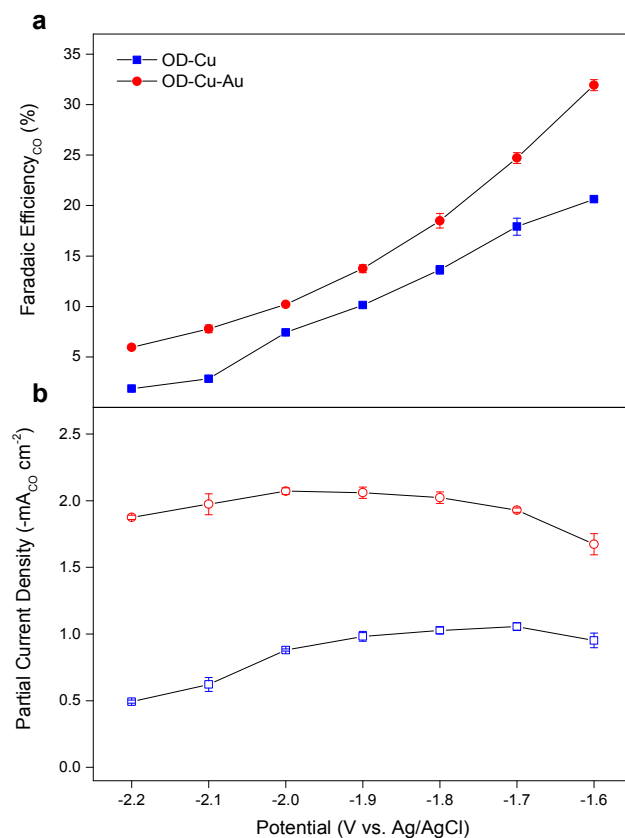 a
OD-Cu
OD-Cu-Au
35
30
25
20
15
10
5
Faradaic Efficiency_CO (%)
b
2.5
2.0
1.5
1.0
0.5
0.0
Partial Current Density (-mA_CO cm⁻²)
-2.2 -2.1 -2.0 -1.9 -1.8 -1.7 -1.6
Potential (V vs. Ag/AgCl)